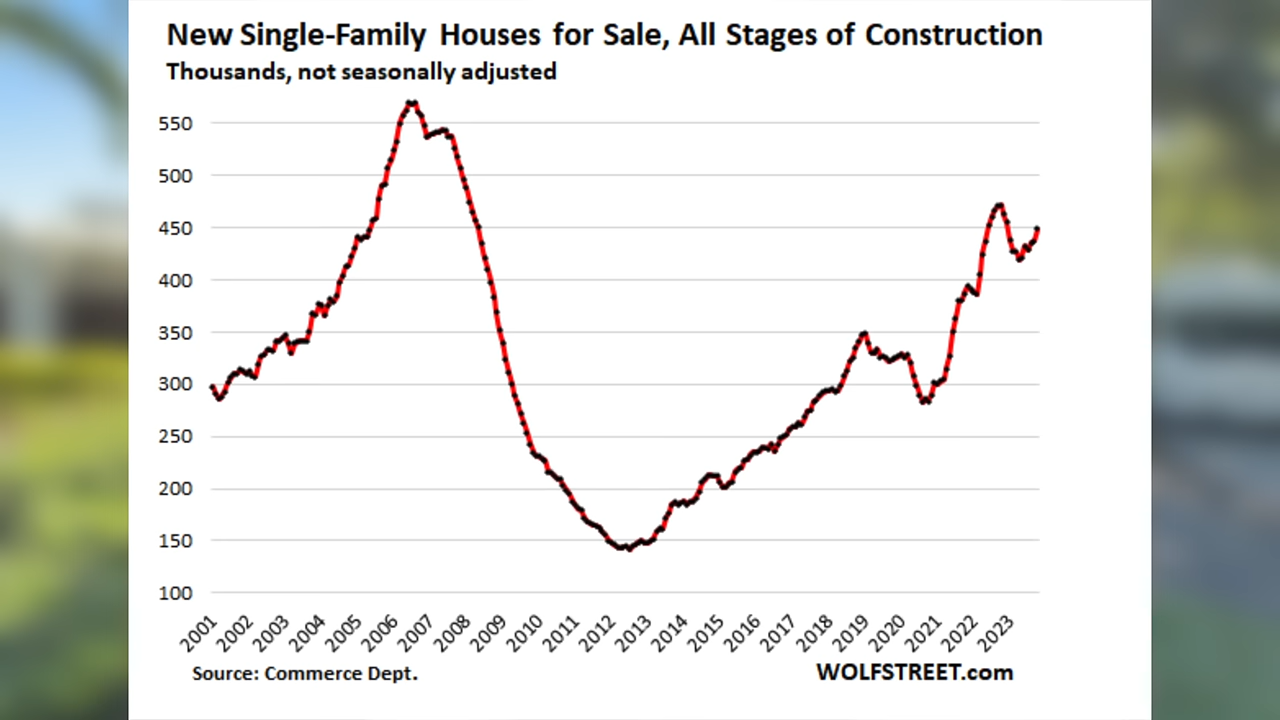 New Single-Family Houses for Sale, All Stages of Construction
Thousands, not seasonally adjusted
550
500
450
400
350
300
250
200
150
100
2001 2002 2003 2004 2005 2006 2007 2008 2009 2010 2011 2012 2013 2014 2015 2016 2017 2018 2019 2020 2021 2022 2023
Source: Commerce Dept. WOLFSTREET.com